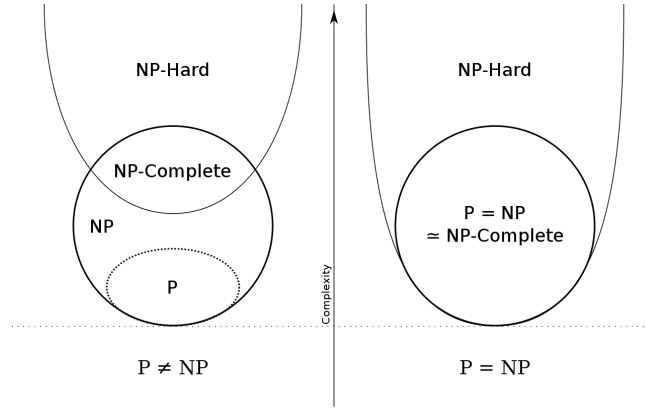 NP-Hard
NP-Complete
NP
P
P ≠ NP
Complexity
NP-Hard
P = NP
≃ NP-Complete
P = NP